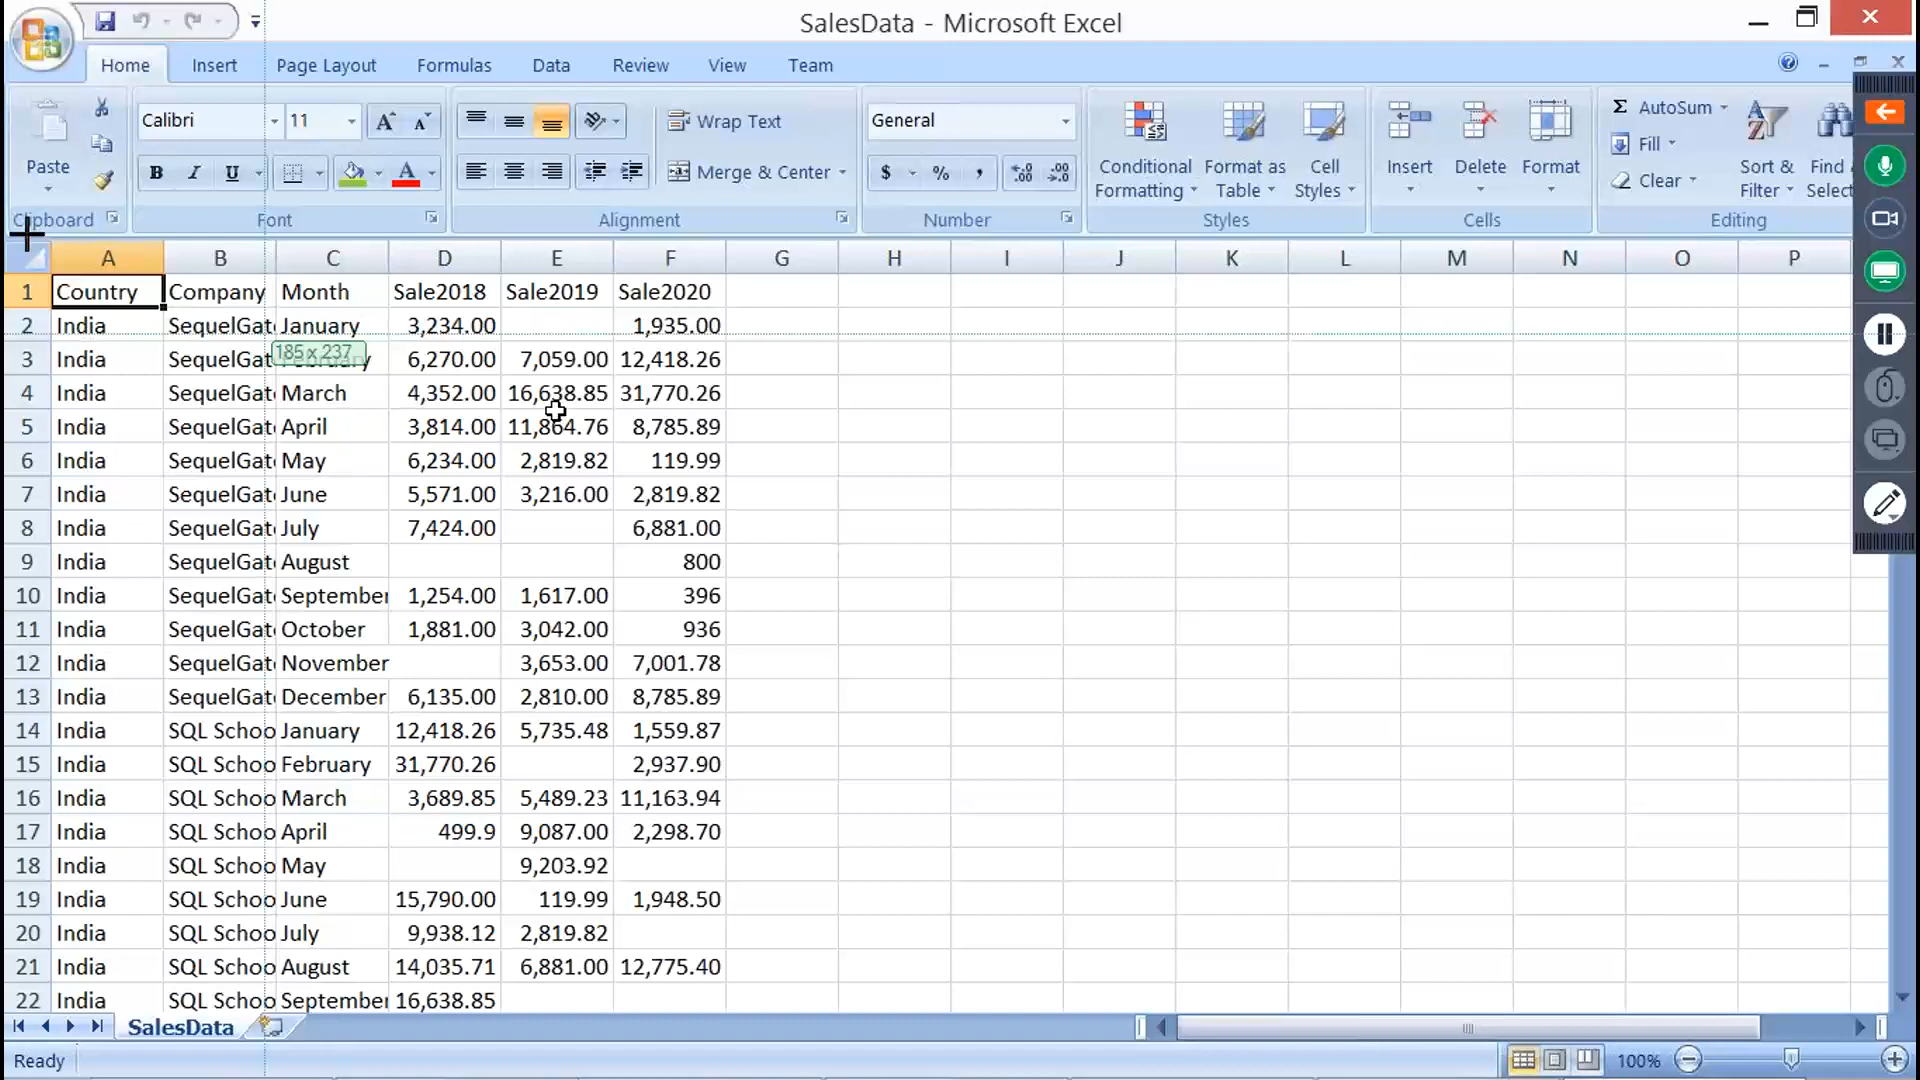 SalesData - Microsoft Excel
Home Insert Page Layout Formulas Data Review View Team
Calibri 11 Wrap Text General Conditional Formatting Format as Table Cell Styles Insert Delete Format Σ AutoSum
Paste B I U Merge & Center $ % , Fill Clear Sort & Filter Find Select
Clipboard Font Alignment Number Styles Cells Editing
A B C D E F G H I J K L M N O P
1 Country Company Month Sale2018 Sale2019 Sale2020
2 India SequelGat January 3,234.00 1,935.00
185 x 237
3 India SequelGat February 6,270.00 7,059.00 12,418.26
4 India SequelGat March 4,352.00 16,638.85 31,770.26
5 India SequelGat April 3,814.00 11,864.76 8,785.89
6 India SequelGat May 6,234.00 2,819.82 119.99
7 India SequelGat June 5,571.00 3,216.00 2,819.82
8 India SequelGat July 7,424.00 6,881.00
9 India SequelGat August 800
10 India SequelGat September 1,254.00 1,617.00 396
11 India SequelGat October 1,881.00 3,042.00 936
12 India SequelGat November 3,653.00 7,001.78
13 India SequelGat December 6,135.00 2,810.00 8,785.89
14 India SQL Schoo January 12,418.26 5,735.48 1,559.87
15 India SQL Schoo February 31,770.26 2,937.90
16 India SQL Schoo March 3,689.85 5,489.23 11,163.94
17 India SQL Schoo April 499.9 9,087.00 2,298.70
18 India SQL Schoo May 9,203.92
19 India SQL Schoo June 15,790.00 119.99 1,948.50
20 India SQL Schoo July 9,938.12 2,819.82
21 India SQL Schoo August 14,035.71 6,881.00 12,775.40
22 India SQL Schoo September 16,638.85
SalesData
Ready 100%